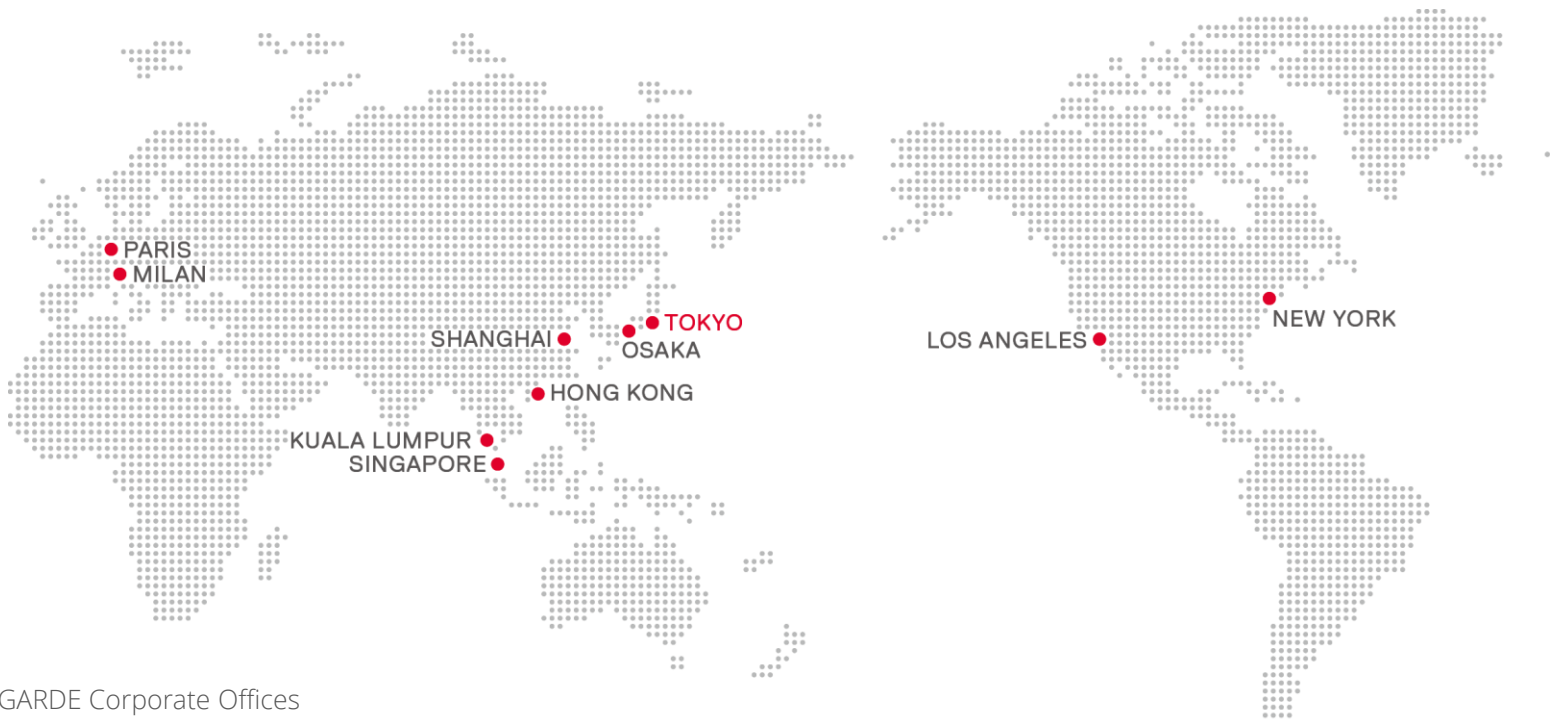 PARIS
MILAN
TOKYO
SHANGHAI
OSAKA
NEW YORK
LOS ANGELES
HONG KONG
KUALA LUMPUR
SINGAPORE
GARDE Corporate Offices